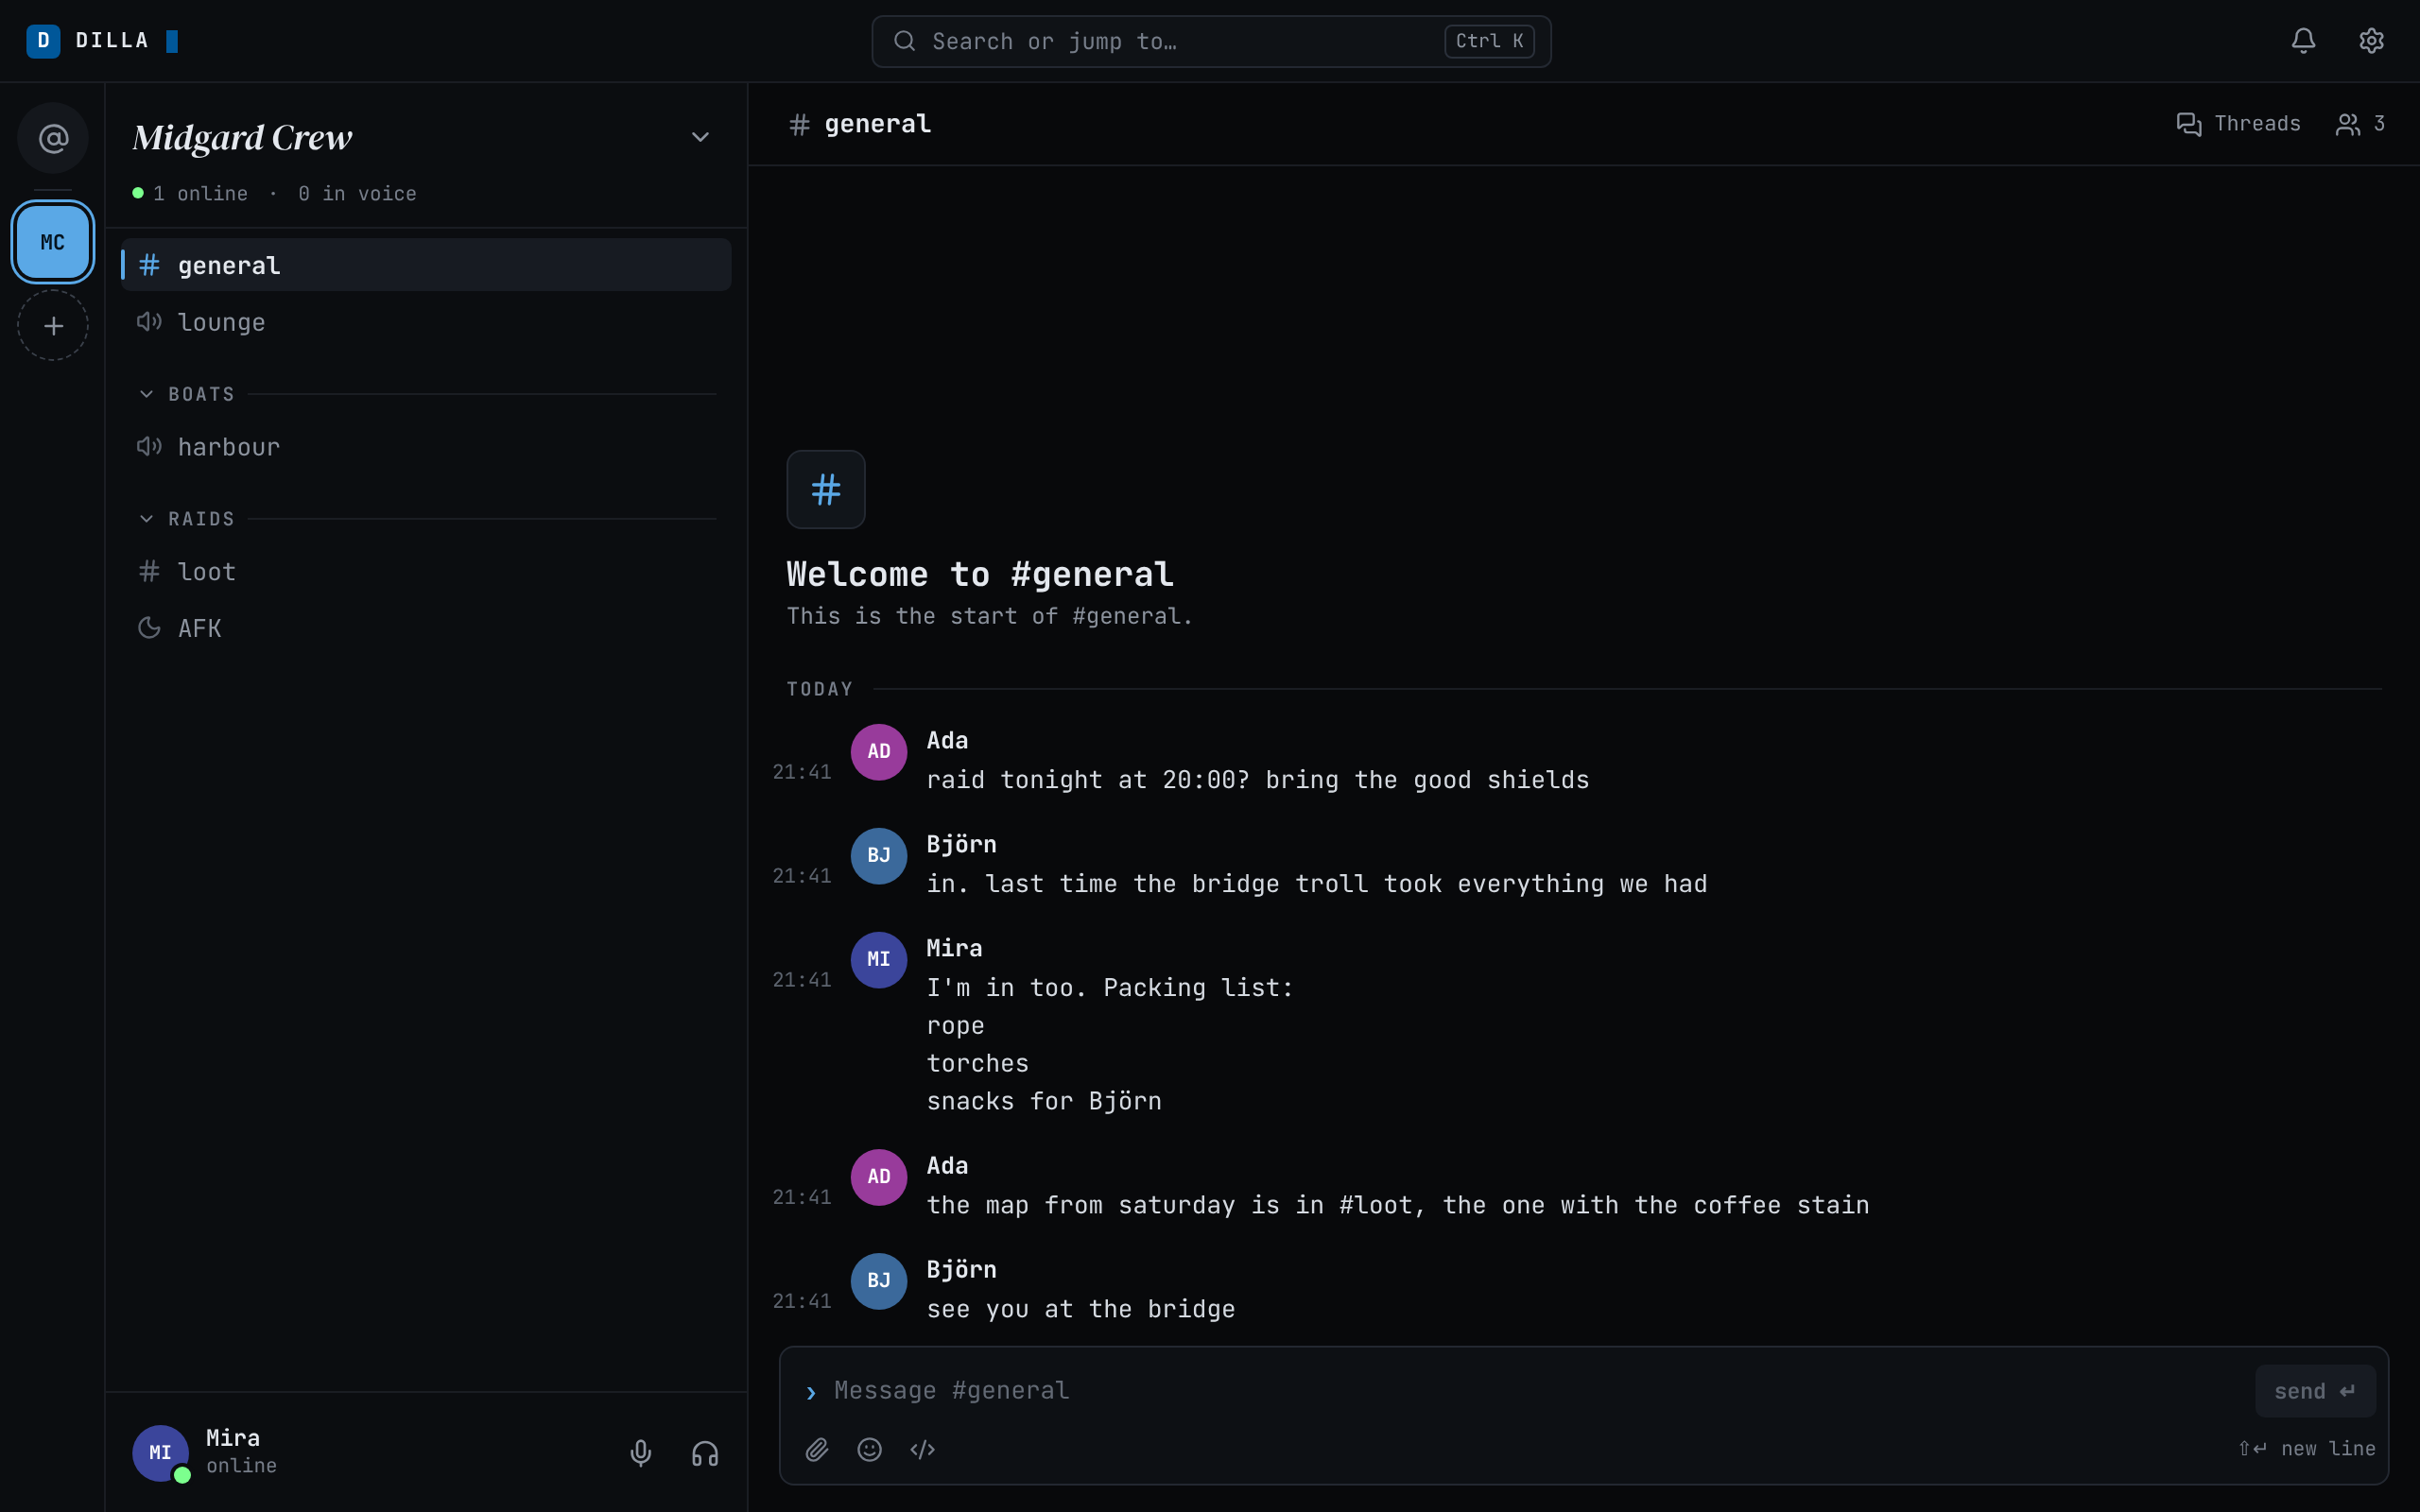 D DILLA
Search or jump to… Ctrl K
@
Midgard Crew
1 online · 0 in voice
MC
# general
lounge
BOATS
harbour
RAIDS
# loot
AFK
MI Mira
online
# general
Threads 3
#
Welcome to #general
This is the start of #general.
TODAY
AD Ada
21:41 raid tonight at 20:00? bring the good shields
BJ Björn
21:41 in. last time the bridge troll took everything we had
MI Mira
21:41 I'm in too. Packing list:
rope
torches
snacks for Björn
AD Ada
21:41 the map from saturday is in #loot, the one with the coffee stain
BJ Björn
21:41 see you at the bridge
› Message #general send ↵
⇧↵ new line